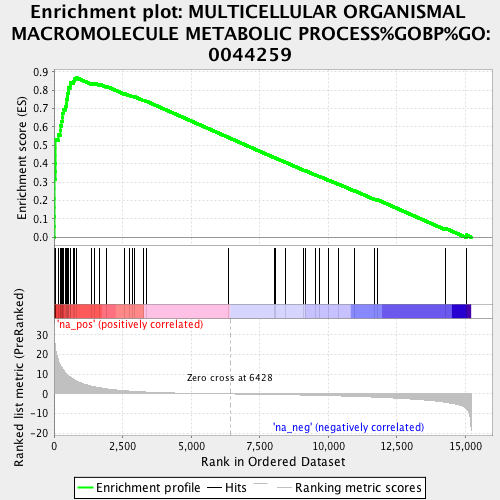 Enrichment plot: MULTICELLULAR ORGANISMAL
MACROMOLECULE METABOLIC PROCESS%GOBP%GO:
0044259
Enrichment score (ES)
0.9
0.8
0.7
0.6
0.5
0.4
0.3
0.2
0.1
0.0
'na_pos' (positively correlated)
Ranked list metric (PreRanked)
30
20
10
0
-10
-20
Zero cross at 6428
'na_neg' (negatively correlated)
0 2,500 5,000 7,500 10,000 12,500 15,000
Rank in Ordered Dataset
Enrichment profile Hits Ranking metric scores